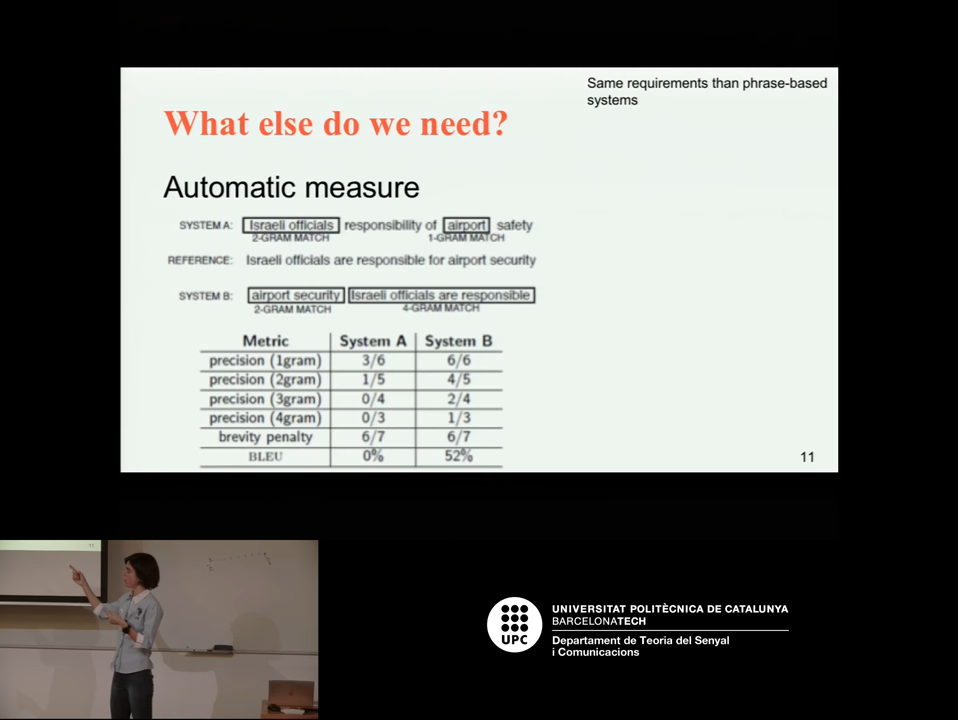 Same requirements than phrase-based
systems
What else do we need?
Automatic measure
SYSTEM A: Israeli officials responsibility of airport safety
2-GRAM MATCH 1-GRAM MATCH
REFERENCE: Israeli officials are responsible for airport security
SYSTEM B: airport security Israeli officials are responsible
2-GRAM MATCH 4-GRAM MATCH
Metric System A System B
precision (1gram) 3/6 6/6
precision (2gram) 1/5 4/5
precision (3gram) 0/4 2/4
precision (4gram) 0/3 1/3
brevity penalty 6/7 6/7
BLEU 0% 52%
11
UPC
UNIVERSITAT POLITÈCNICA DE CATALUNYA
BARCELONATECH
Departament de Teoria del Senyal
i Comunicacions